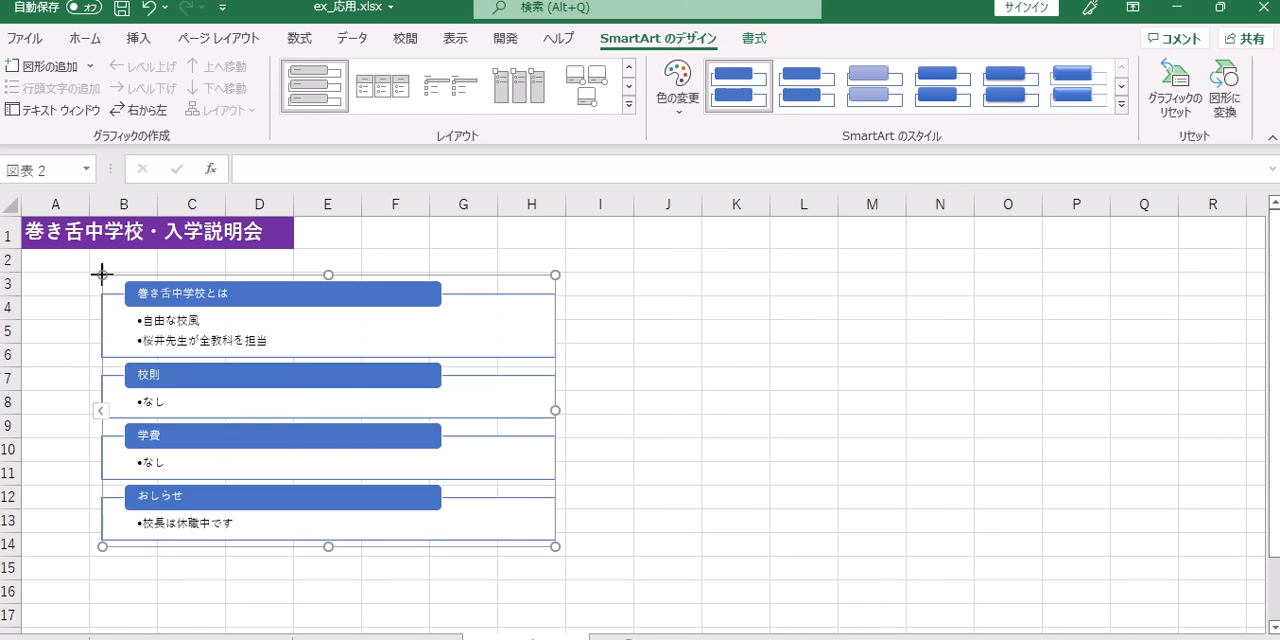 自動保存 オフ ex_応用.xlsx 検索 (Alt+Q) サインイン
ファイル ホーム 挿入 ページ レイアウト 数式 データ 校閲 表示 開発 ヘルプ SmartArt のデザイン 書式 コメント 共有
図形の追加 レベル上げ 上へ移動
行頭文字の追加 レベル下げ 下へ移動
テキスト ウィンドウ 右から左 レイアウト
色の変更
グラフィックの
リセット
図形に
変換
グラフィックの作成 レイアウト SmartArt のスタイル リセット
図表 2 fx
A B C D E F G H I J K L M N O P Q R
1 巻き舌中学校・入学説明会
2
3 巻き舌中学校とは
4 •自由な校風
5 •桜井先生が全教科を担当
6
7 校則
8 •なし
9
10 学費
11 •なし
12 おしらせ
13 •校長は休職中です
14
15
16
17